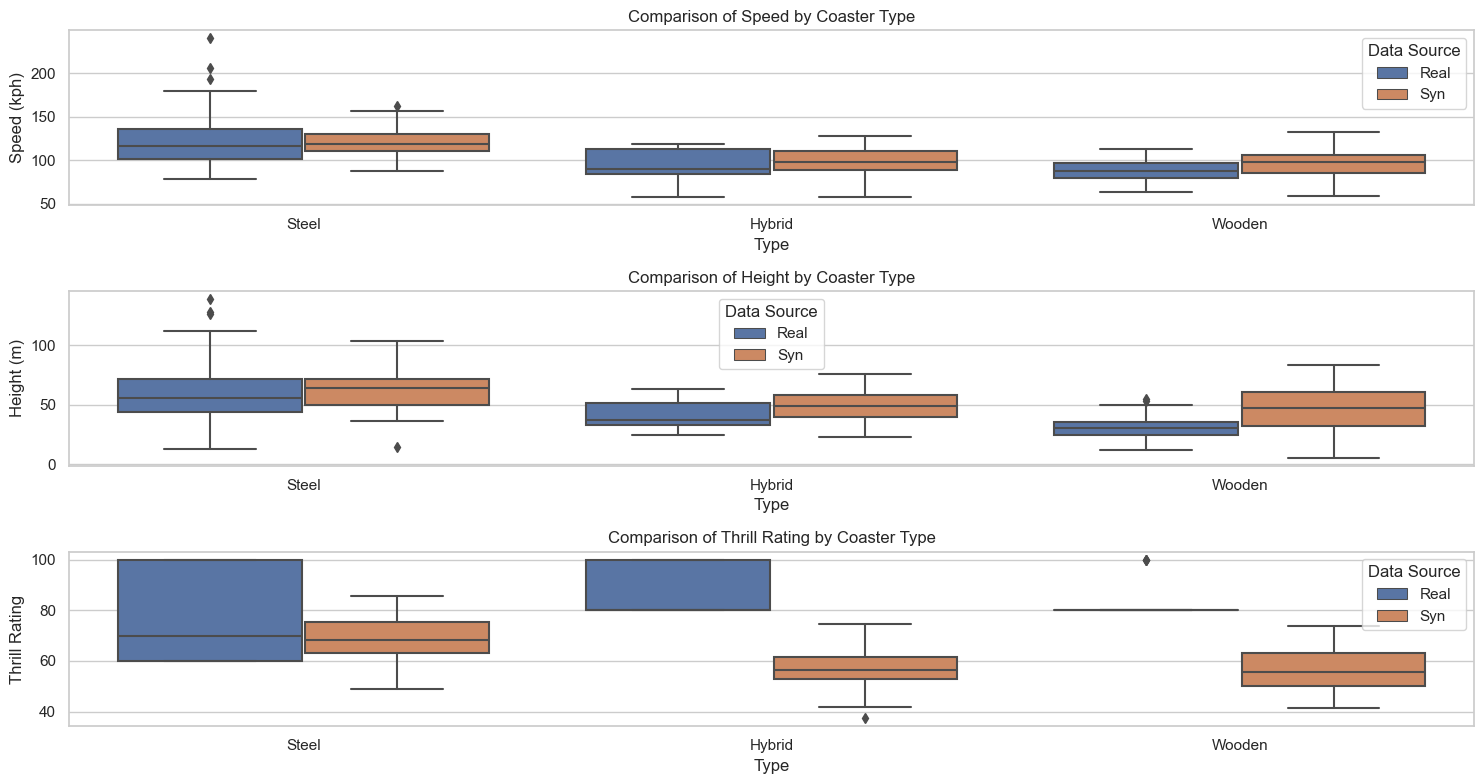 Comparison of Speed by Coaster Type
Speed (kph)
200
150
100
50
Data Source
Real
Syn
Steel
Hybrid
Wooden
Type
Comparison of Height by Coaster Type
Height (m)
100
50
0
Data Source
Real
Syn
Steel
Hybrid
Wooden
Type
Comparison of Thrill Rating by Coaster Type
Thrill Rating
100
80
60
40
Data Source
Real
Syn
Steel
Hybrid
Wooden
Type